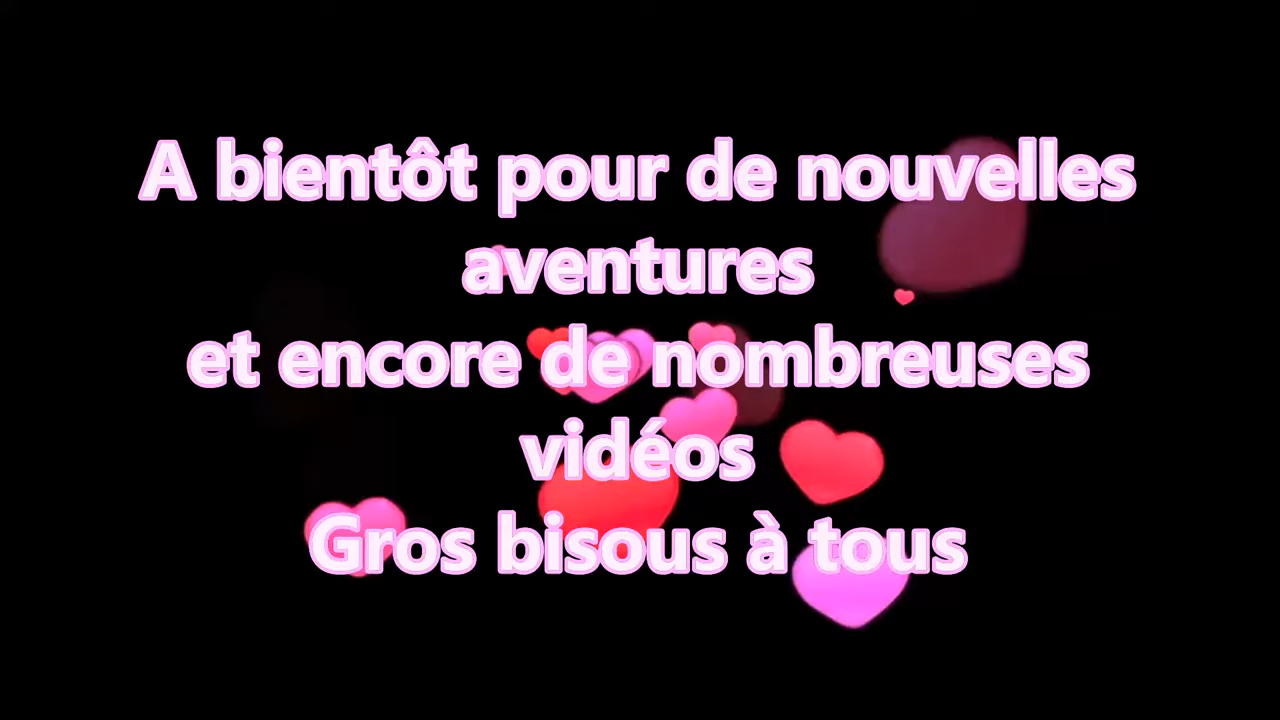 A bientôt pour de nouvelles
aventures
et encore de nombreuses
vidéos
Gros bisous à tous